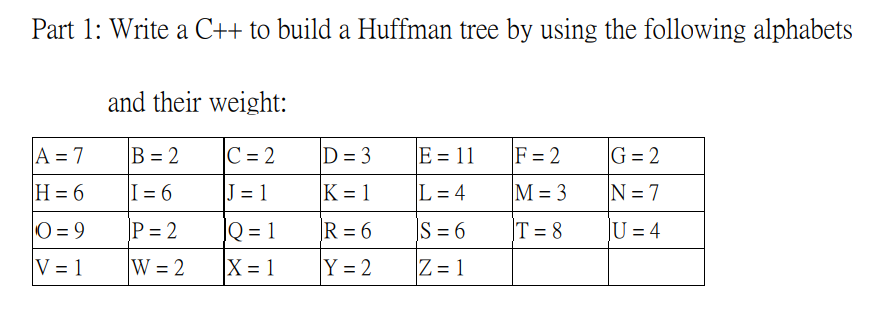 Part 1: Write a C++ to build a Huffman tree by using the following alphabets
and their weight:
A = 7 B = 2 C = 2 D = 3 E = 11 F = 2 G = 2
H = 6 I = 6 J = 1 K = 1 L = 4 M = 3 N = 7
O = 9 P = 2 Q = 1 R = 6 S = 6 T = 8 U = 4
V = 1 W = 2 X = 1 Y = 2 Z = 1